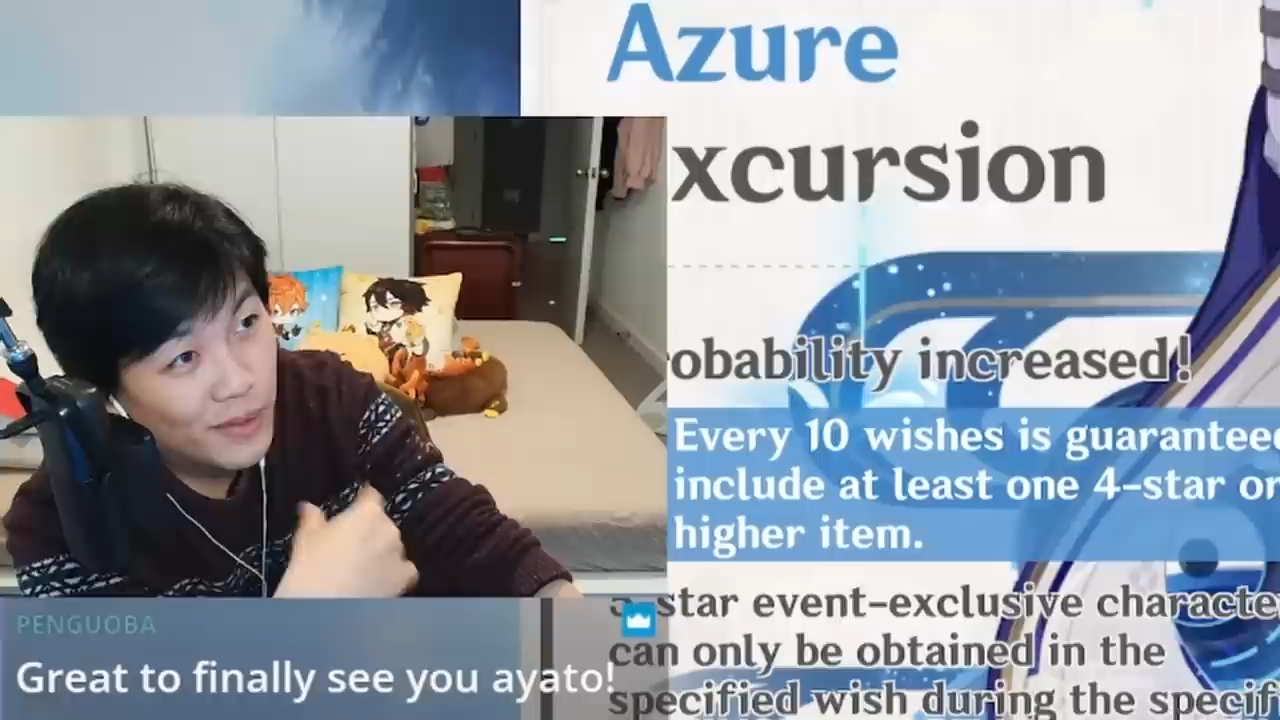 Azure
xcursion
obability increased!
Every 10 wishes is guarantee
include at least one 4-star or
higher item.
-star event-exclusive characte
can only be obtained in the
specified wish during the specif
PENGUOBA
Great to finally see you ayato!